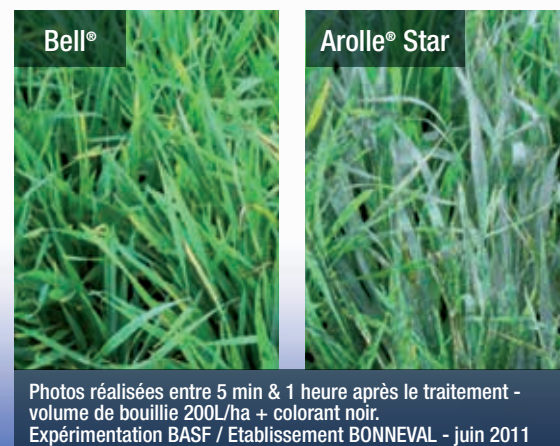 Bell®
Arolle® Star
Photos réalisées entre 5 min & 1 heure après le traitement -
volume de bouillie 200L/ha + colorant noir.
Expérimentation BASF / Etablissement BONNEVAL - juin 2011